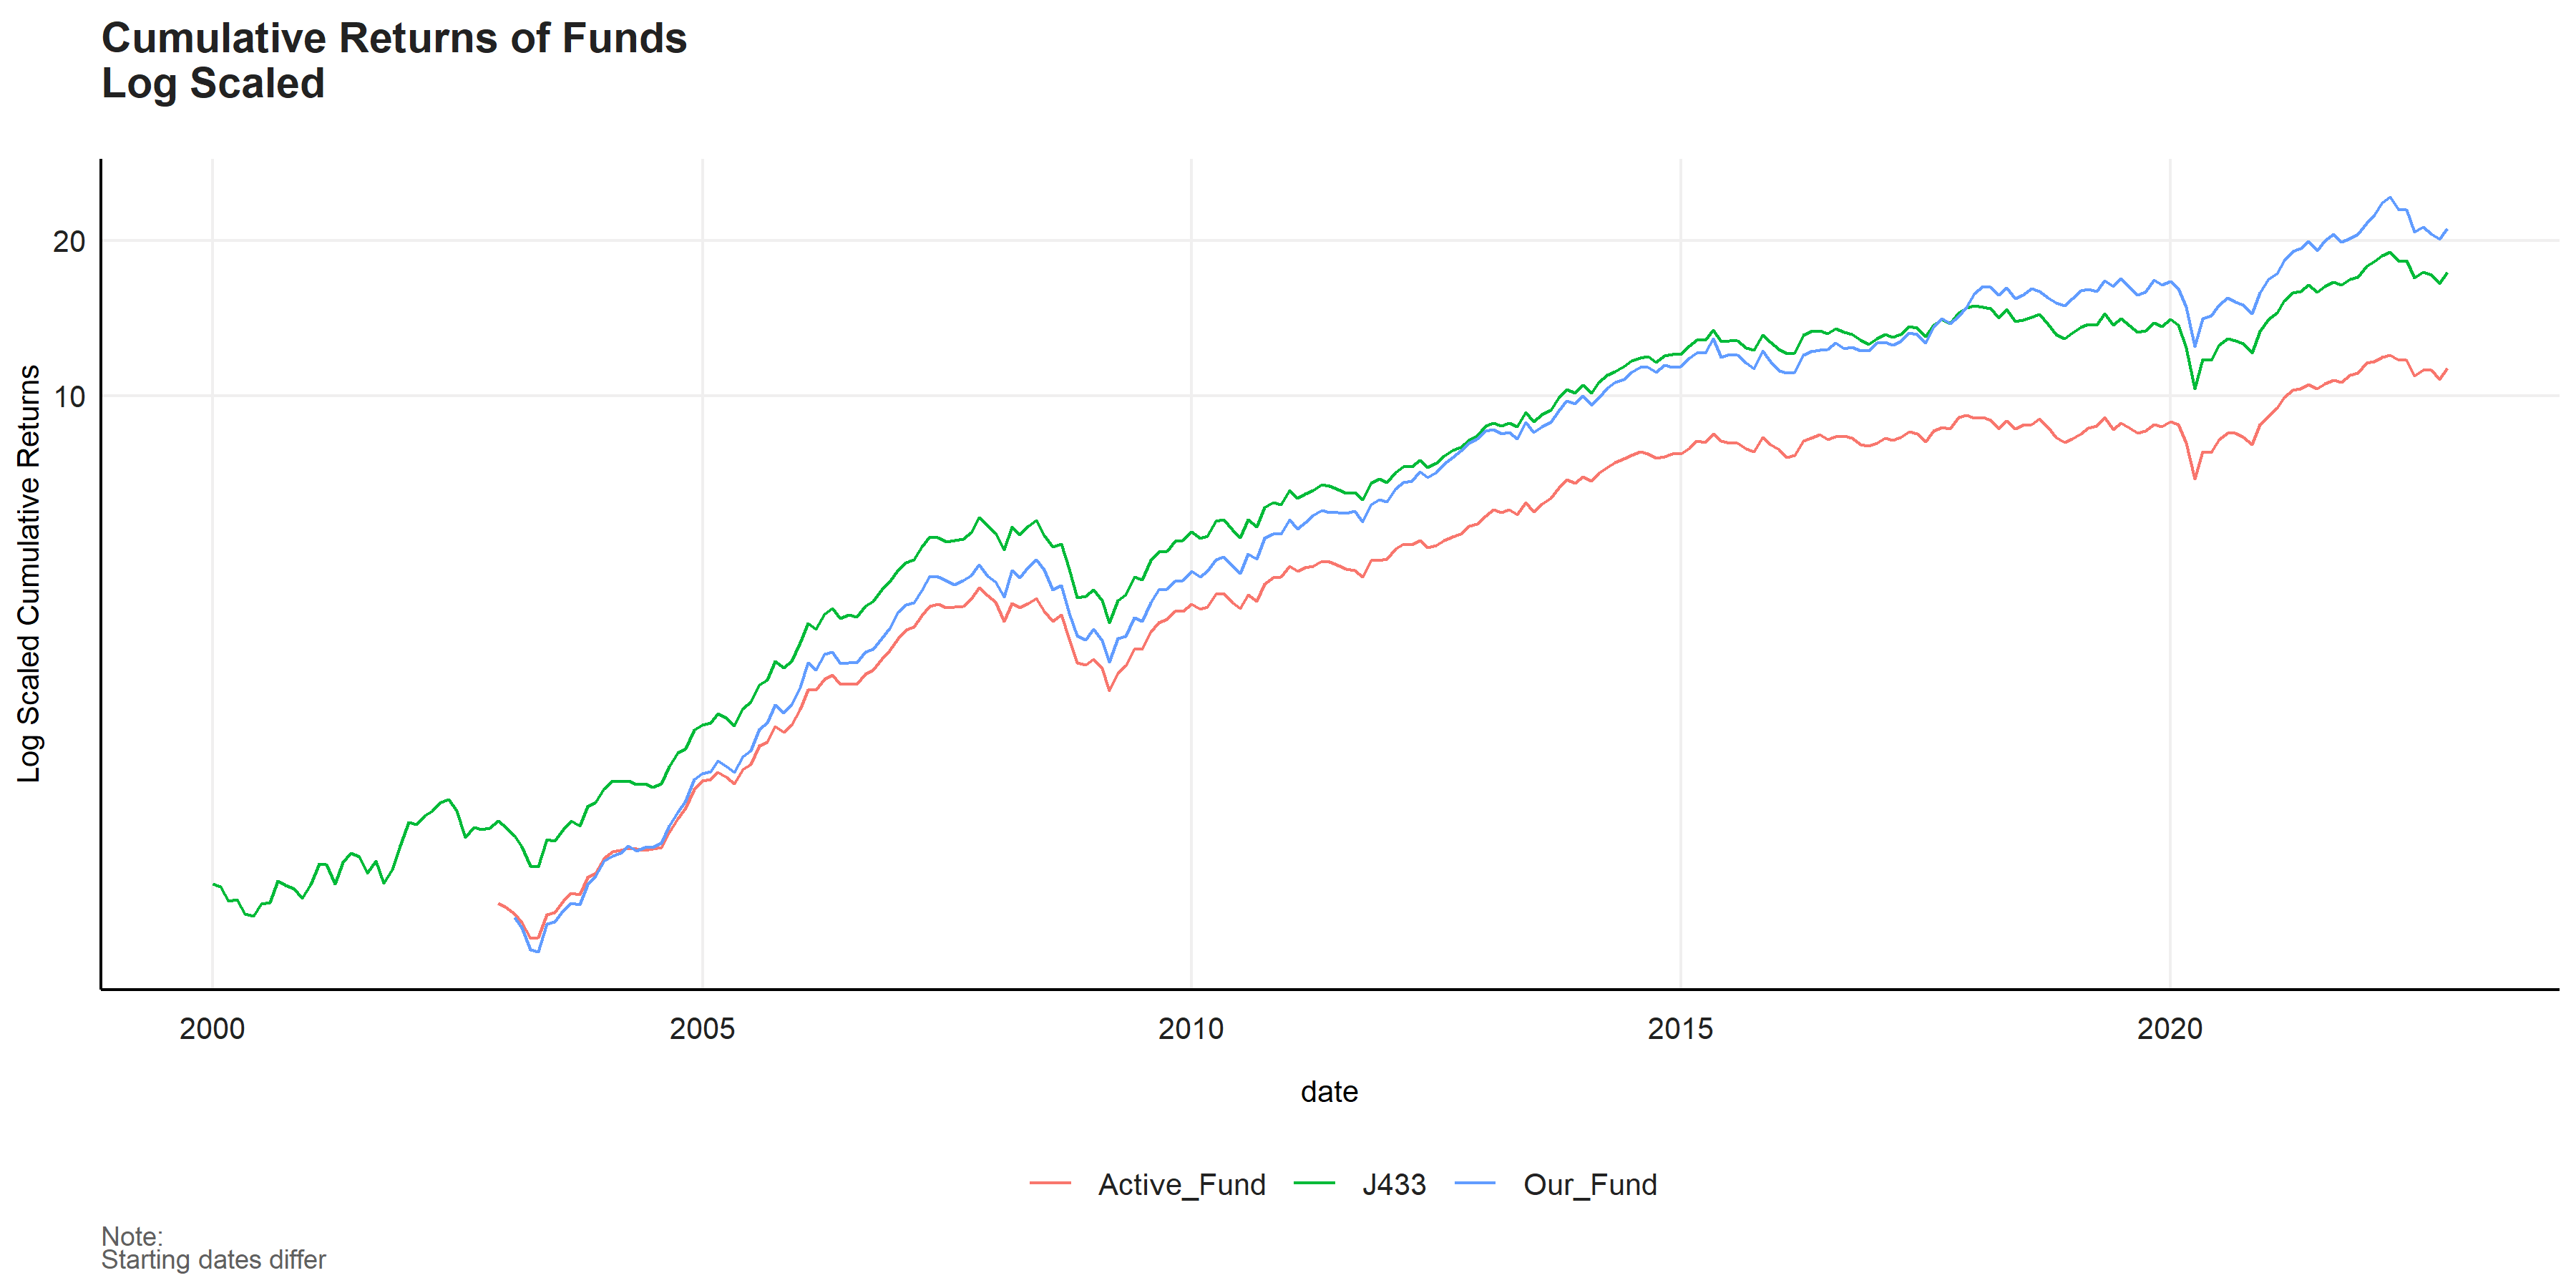 Cumulative Returns of Funds
Log Scaled
Log Scaled Cumulative Returns
20
10
2000 2005 2010 2015 2020
date
Active_Fund J433 Our_Fund
Note:
Starting dates differ